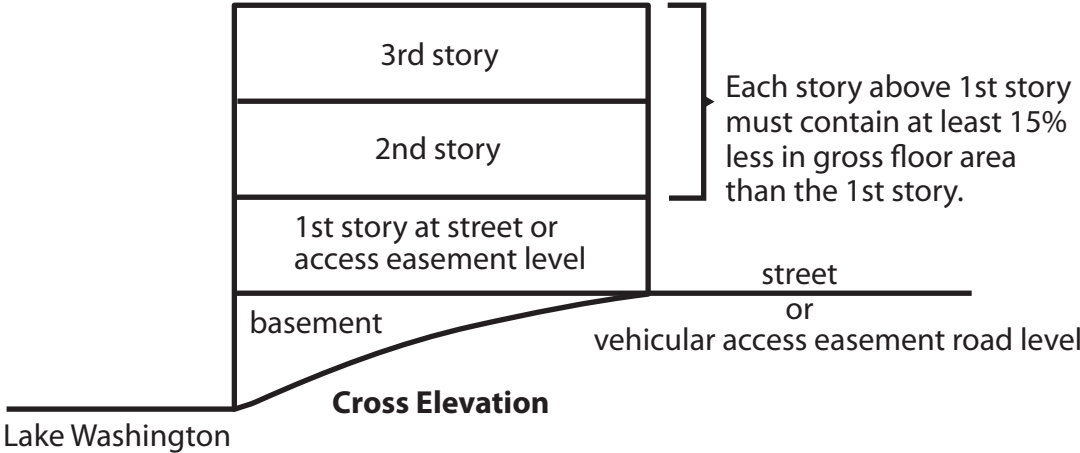 3rd story
2nd story
Each story above 1st story
must contain at least 15%
less in gross floor area
than the 1st story.
1st story at street or
access easement level
street
or
vehicular access easement road level
basement
Cross Elevation
Lake Washington